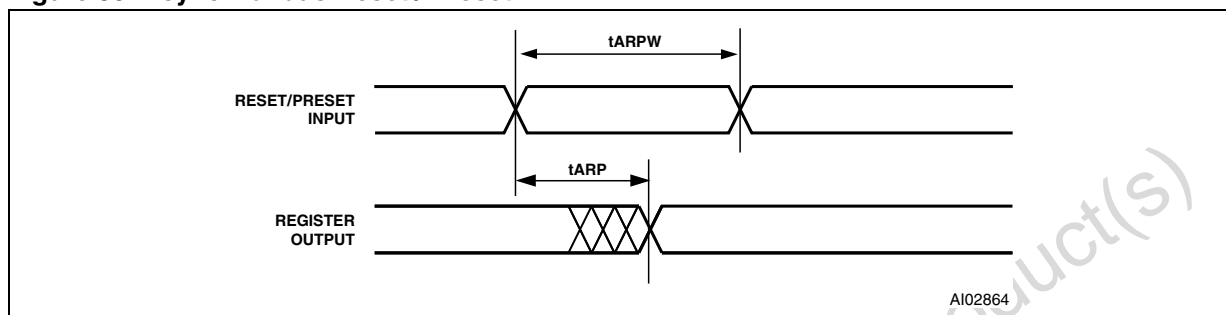 tARPW
RESET/PRESET
INPUT
tARP
REGISTER
OUTPUT
AI02864